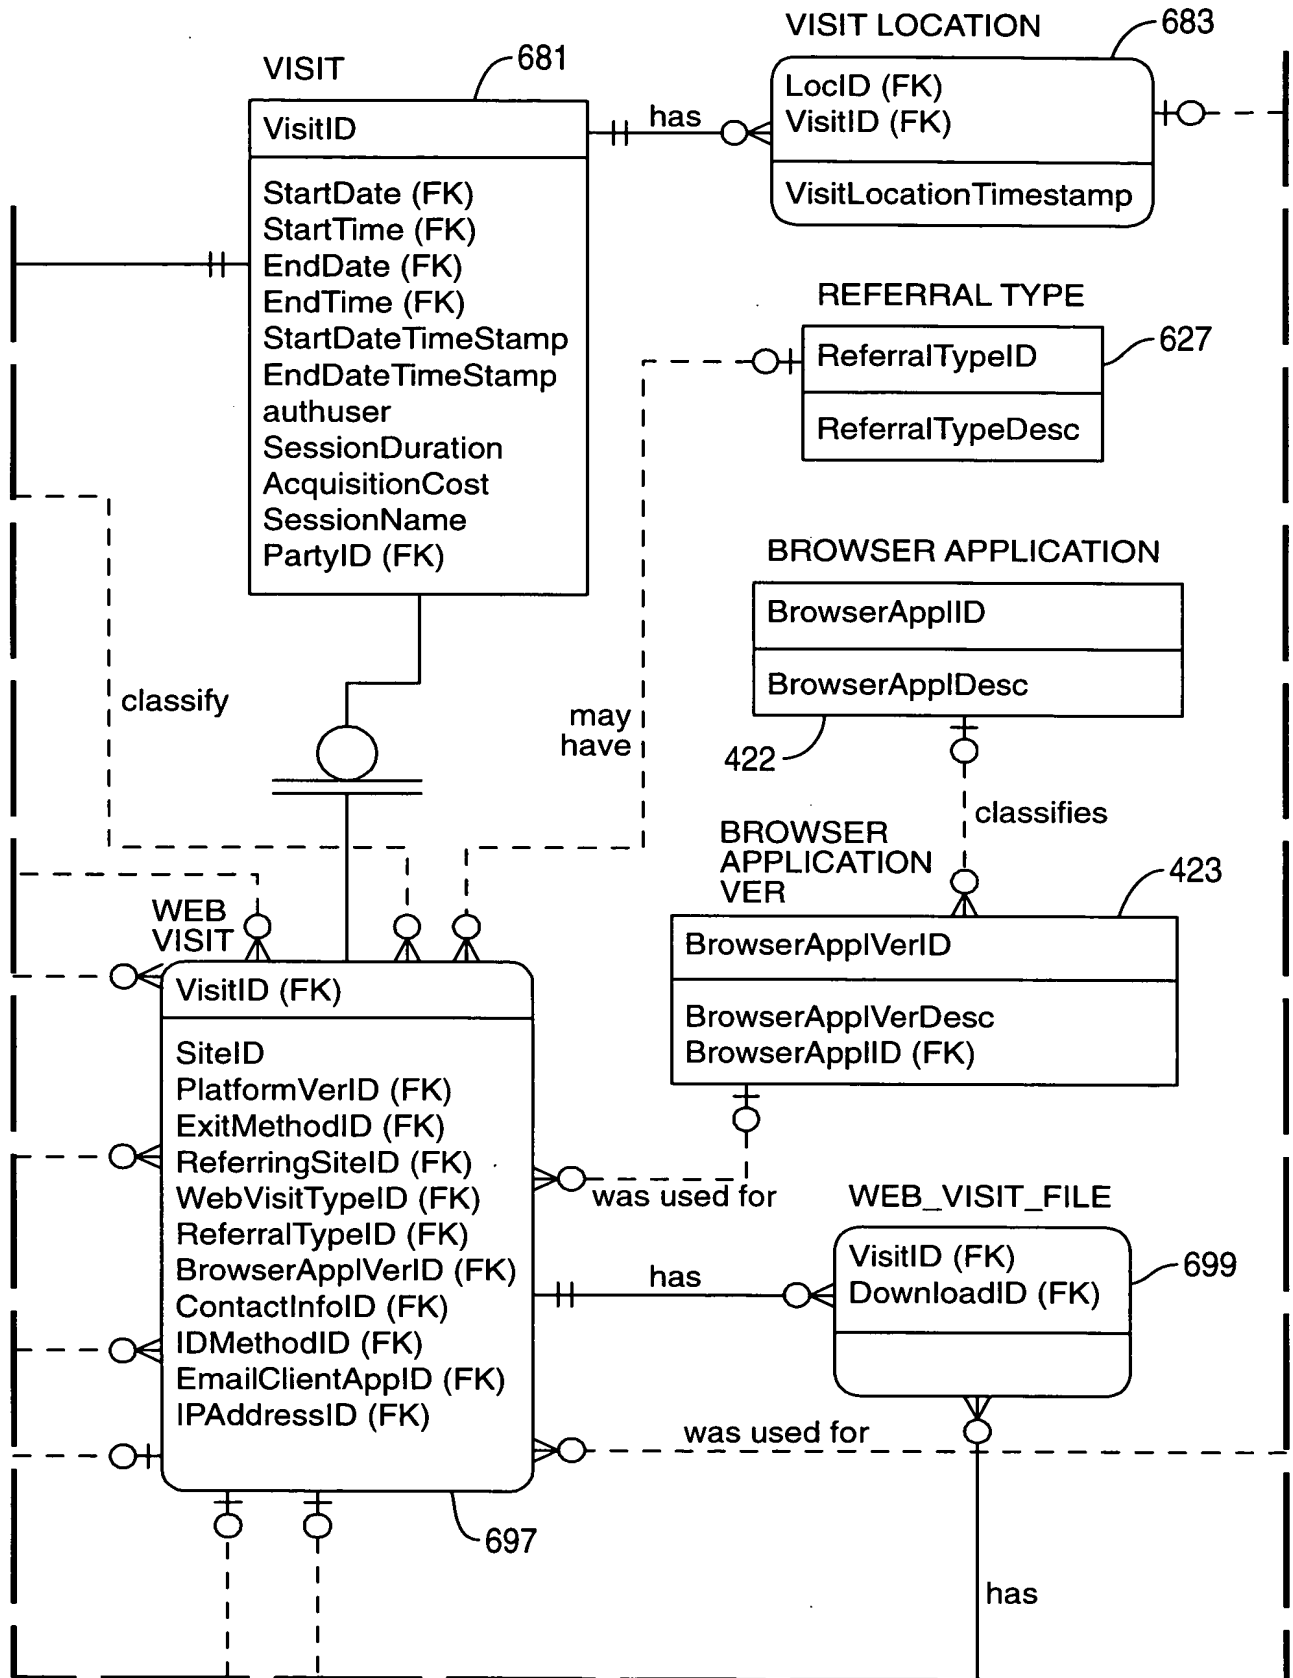 VISIT
681
VisitID
StartDate (FK)
StartTime (FK)
EndDate (FK)
EndTime (FK)
StartDateTimeStamp
EndDateTimeStamp
authuser
SessionDuration
AcquisitionCost
SessionName
PartyID (FK)
has
VISIT LOCATION
683
LocID (FK)
VisitID (FK)
VisitLocationTimestamp
REFERRAL TYPE
627
ReferralTypeID
ReferralTypeDesc
BROWSER APPLICATION
BrowserApplID
BrowserApplDesc
422
classify
may
have
classifies
BROWSER
APPLICATION
VER
423
BrowserApplVerID
BrowserApplVerDesc
BrowserApplID (FK)
WEB
VISIT
VisitID (FK)
SiteID
PlatformVerID (FK)
ExitMethodID (FK)
ReferringSiteID (FK)
WebVisitTypeID (FK)
ReferralTypeID (FK)
BrowserApplVerID (FK)
ContactInfoID (FK)
IDMethodID (FK)
EmailClientAppID (FK)
IPAddressID (FK)
697
was used for
has
WEB_VISIT_FILE
VisitID (FK)
DownloadID (FK)
699
was used for
has